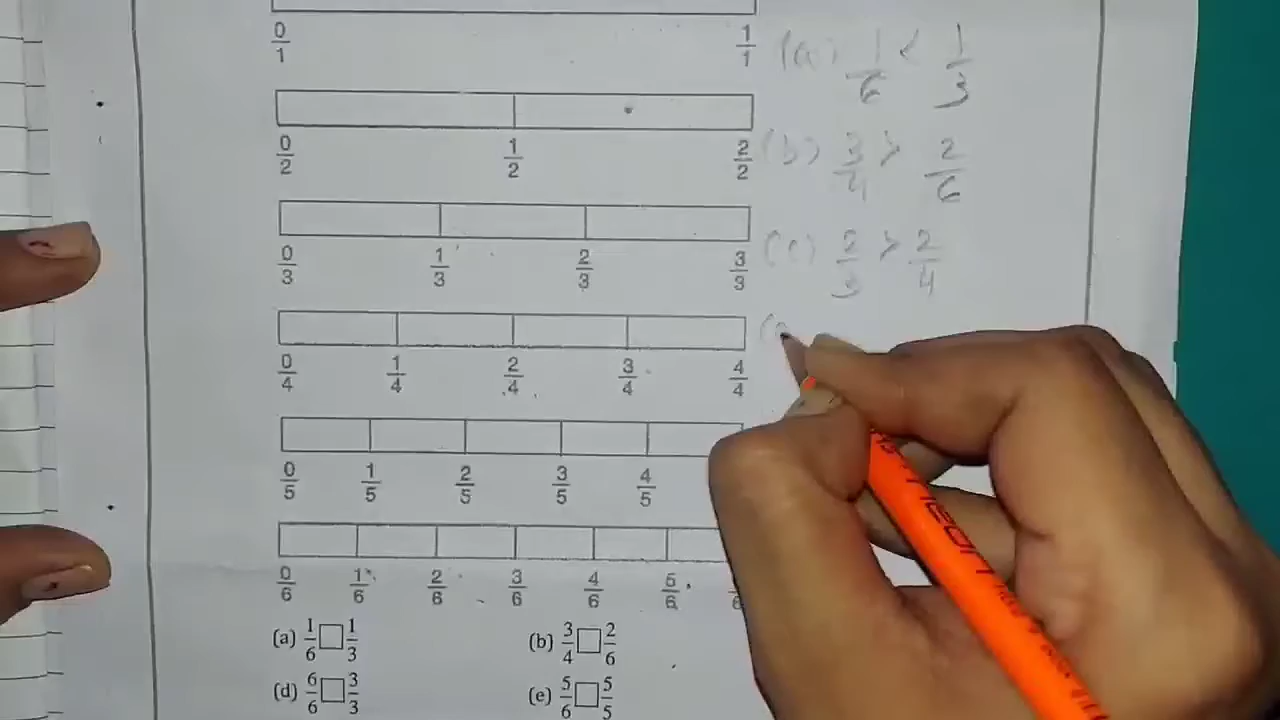 0/1 1/1
(a) 1/6 < 1/3
0/2 1/2 2/2
(b) 3/4 > 2/6
0/3 1/3 2/3 3/3
(c) 2/3 > 2/4
0/4 1/4 2/4 3/4 4/4
0/5 1/5 2/5 3/5 4/5
0/6 1/6 2/6 3/6 4/6 5/6
(a) 1/6 □ 1/3 (b) 3/4 □ 2/6
(d) 6/6 □ 3/3 (e) 5/6 □ 5/5